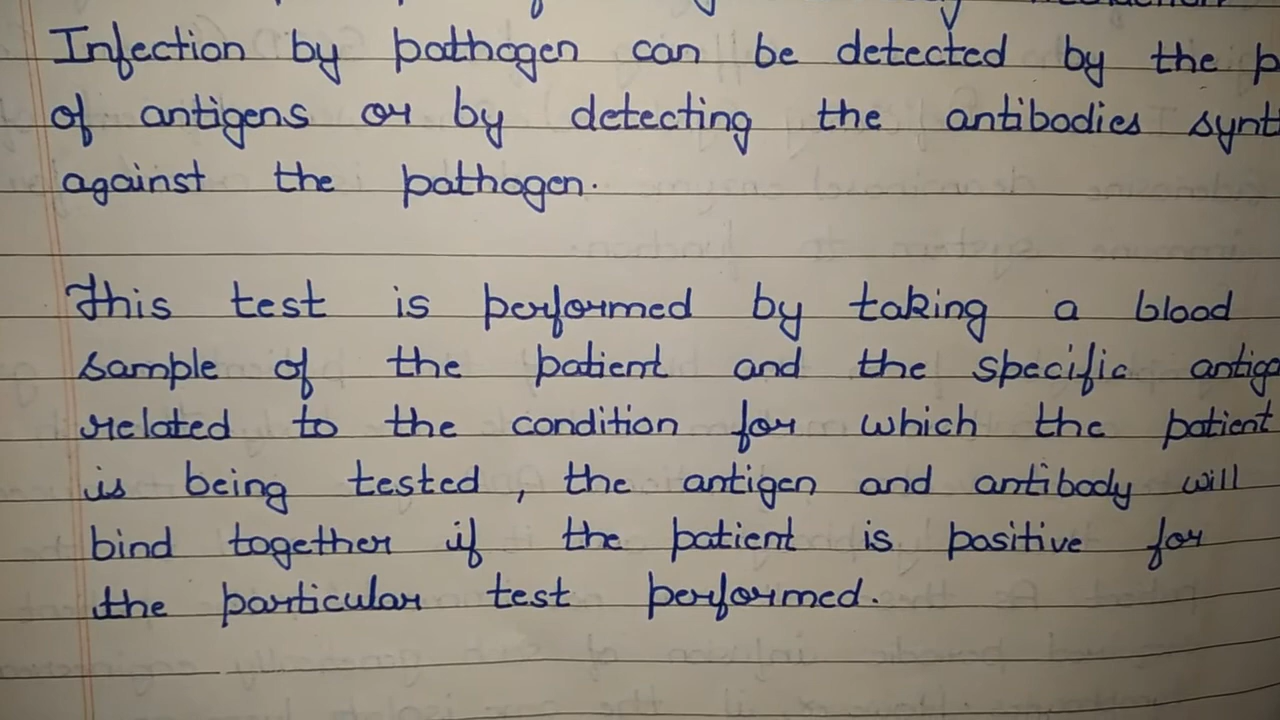 Infection by pathogen can be detected by the
of antigens or by detecting the antibodies
against the pathogen.
This test is performed by taking a blood
sample of the patient and the specific
related to the condition for which the patient
is being tested, the antigen and antibody will
bind together if the patient is positive for
the particular test performed.